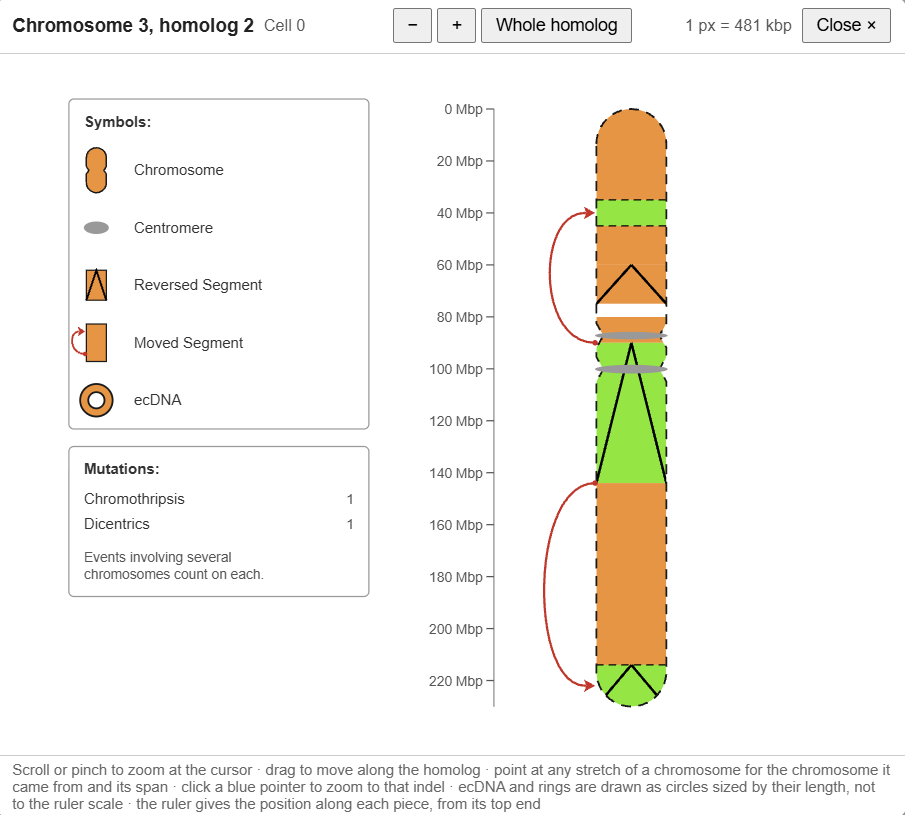 Chromosome 3, homolog 2 Cell 0 − + Whole homolog 1 px = 481 kbp Close ×
Symbols:
Chromosome
Centromere
Reversed Segment
Moved Segment
ecDNA
Mutations:
Chromothripsis 1
Dicentrics 1
Events involving several
chromosomes count on each.
0 Mbp
20 Mbp
40 Mbp
60 Mbp
80 Mbp
100 Mbp
120 Mbp
140 Mbp
160 Mbp
180 Mbp
200 Mbp
220 Mbp
Scroll or pinch to zoom at the cursor · drag to move along the homolog · point at any stretch of a chromosome for the chromosome it
came from and its span · click a blue pointer to zoom to that indel · ecDNA and rings are drawn as circles sized by their length, not
to the ruler scale · the ruler gives the position along each piece, from its top end